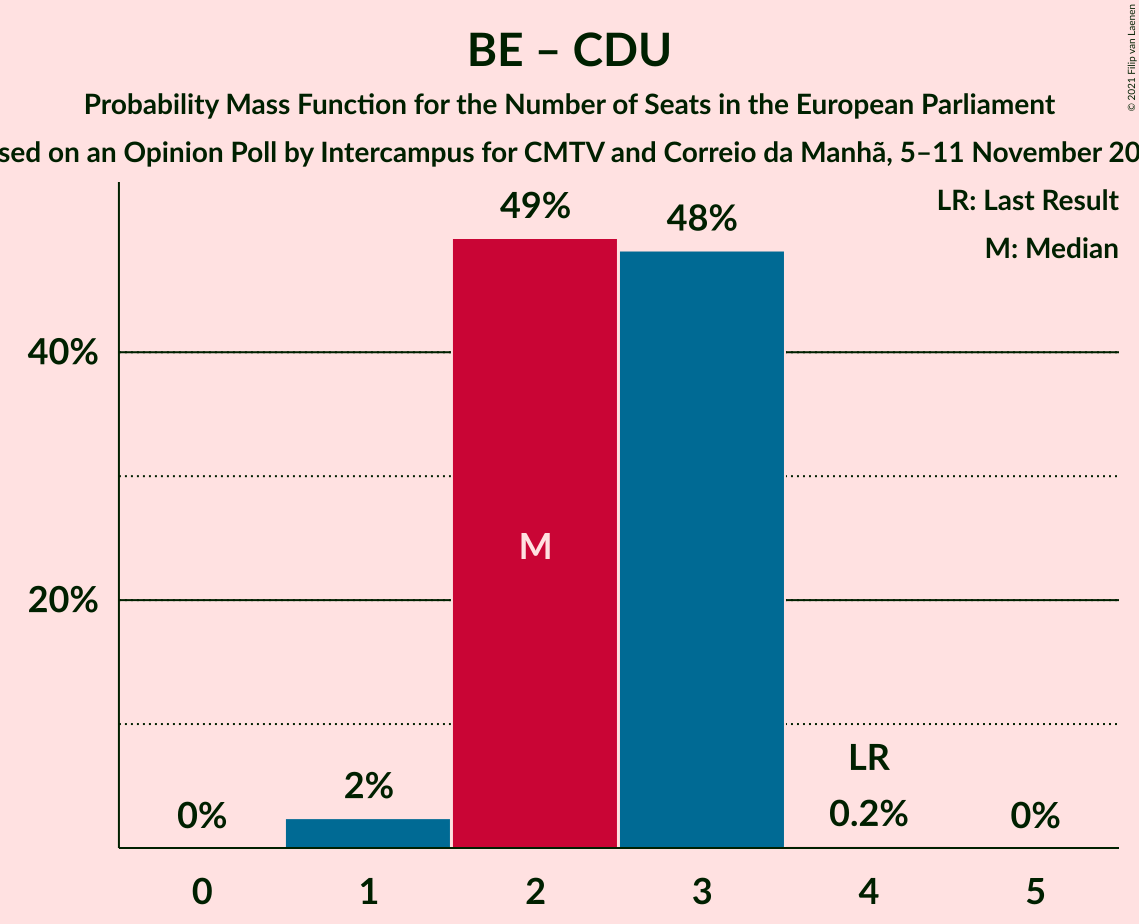 BE – CDU
Probability Mass Function for the Number of Seats in the European Parliament
sed on an Opinion Poll by Intercampus for CMTV and Correio da Manhã, 5–11 November 20
© 2021 Filip van Laenen
LR: Last Result
M: Median
49%
48%
40%
M
20%
LR
2%
0%
0.2%
0%
0 1 2 3 4 5